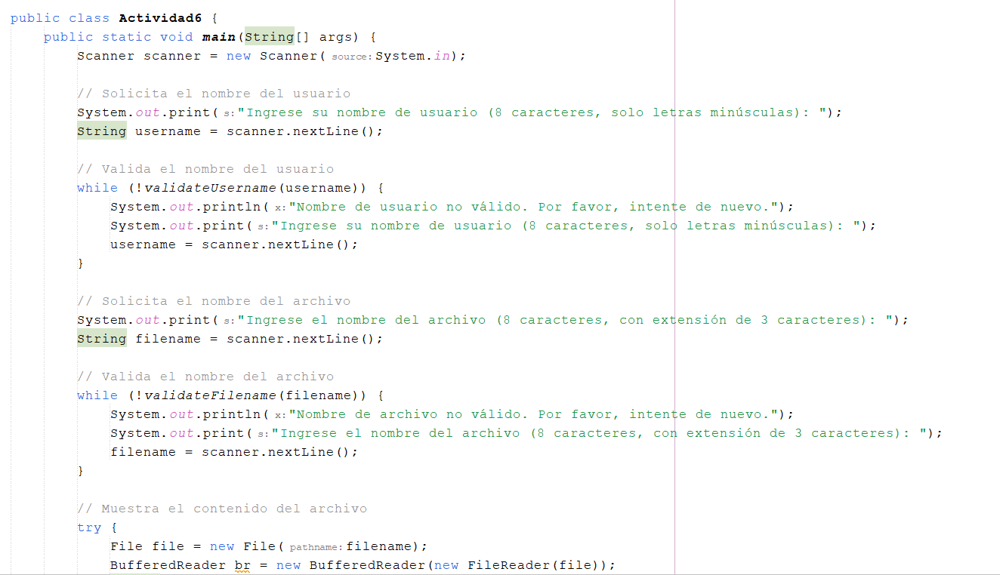 public class Actividad6 {
public static void main(String[] args) {
Scanner scanner = new Scanner( source: System.in);
// Solicita el nombre del usuario
System.out.print( s: "Ingrese su nombre de usuario (8 caracteres, solo letras minúsculas): ");
String username = scanner.nextLine();
// Valida el nombre del usuario
while (!validateUsername(username)) {
System.out.println( x: "Nombre de usuario no válido. Por favor, intente de nuevo.");
System.out.print( s: "Ingrese su nombre de usuario (8 caracteres, solo letras minúsculas): ");
username = scanner.nextLine();
}
// Solicita el nombre del archivo
System.out.print( s: "Ingrese el nombre del archivo (8 caracteres, con extensión de 3 caracteres): ");
String filename = scanner.nextLine();
// Valida el nombre del archivo
while (!validateFilename(filename)) {
System.out.println( x: "Nombre de archivo no válido. Por favor, intente de nuevo.");
System.out.print( s: "Ingrese el nombre del archivo (8 caracteres, con extensión de 3 caracteres): ");
filename = scanner.nextLine();
}
// Muestra el contenido del archivo
try {
File file = new File( pathname: filename);
BufferedReader br = new BufferedReader(new FileReader(file));